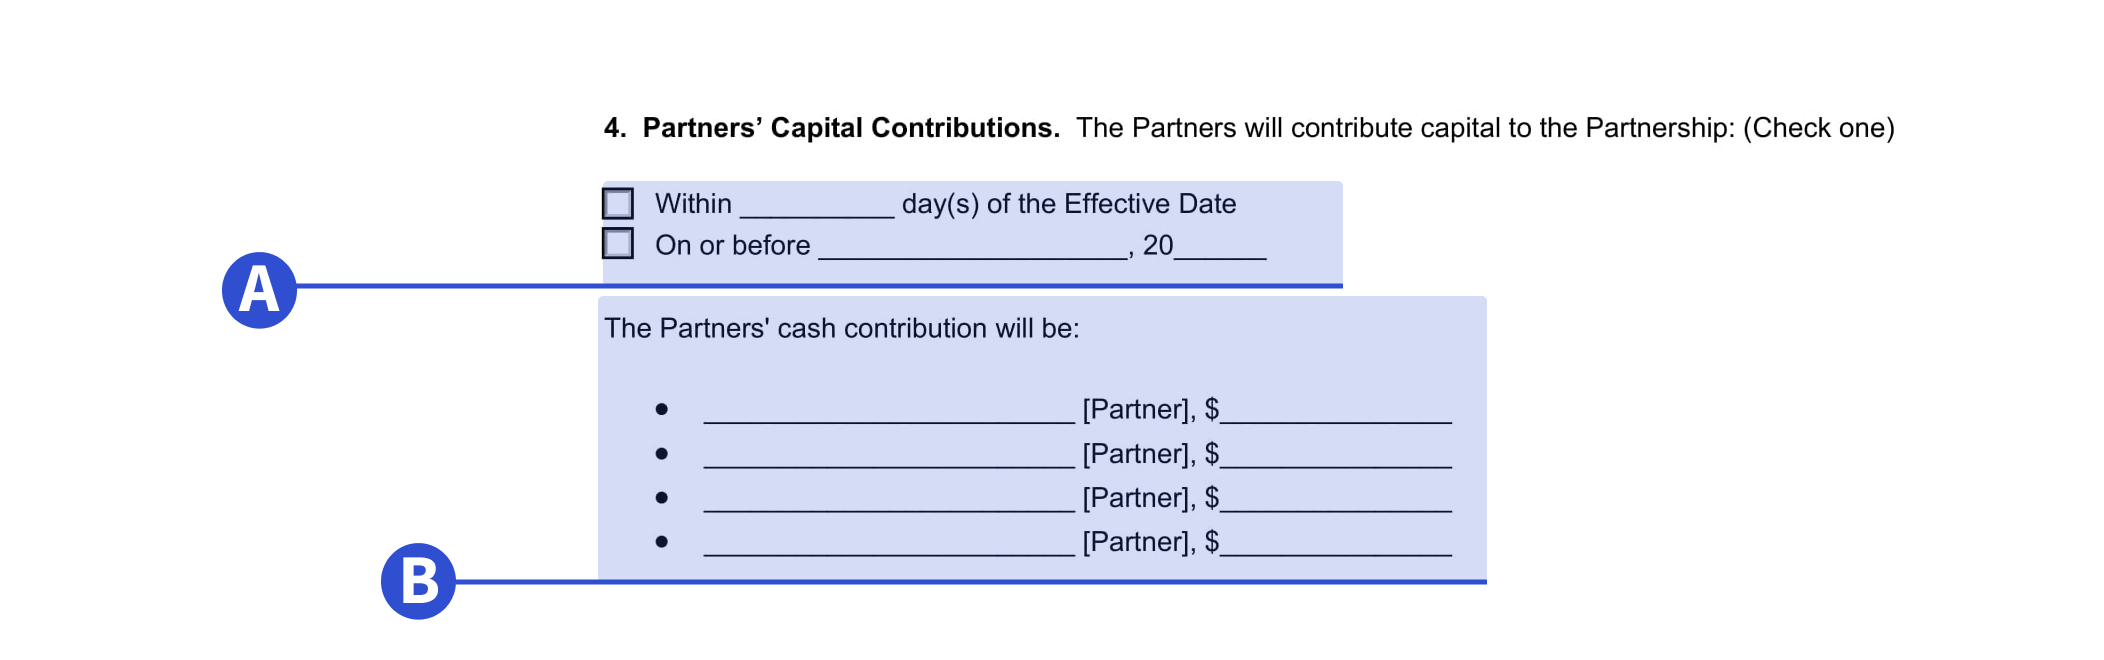 4. Partners’ Capital Contributions. The Partners will contribute capital to the Partnership: (Check one)
Within __________ day(s) of the Effective Date
On or before ____________________, 20______
A
The Partners' cash contribution will be:
• ________________________ [Partner], $_______________
• ________________________ [Partner], $_______________
• ________________________ [Partner], $_______________
• ________________________ [Partner], $_______________
B